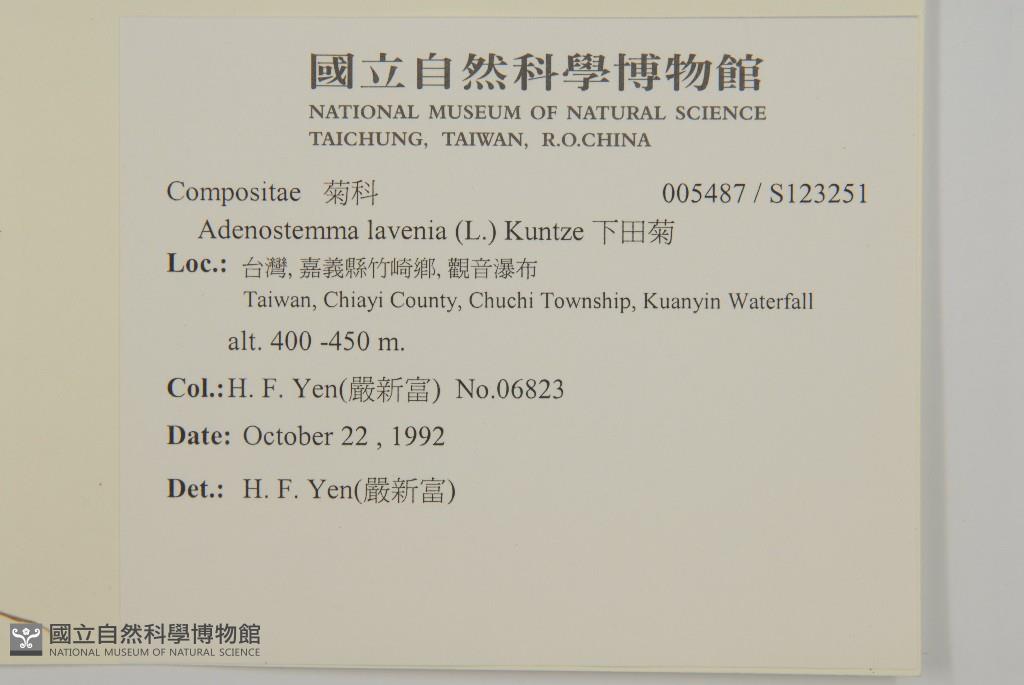 國立自然科學博物館
NATIONAL MUSEUM OF NATURAL SCIENCE
TAICHUNG, TAIWAN, R.O.CHINA
Compositae 菊科 005487 / S123251
Adenostemma lavenia (L.) Kuntze 下田菊
Loc.: 台灣, 嘉義縣竹崎鄉, 觀音瀑布
Taiwan, Chiayi County, Chuchi Township, Kuanyin Waterfall
alt. 400 -450 m.
Col.: H. F. Yen(嚴新富) No.06823
Date: October 22 , 1992
Det.: H. F. Yen(嚴新富)
國立自然科學博物館
NATIONAL MUSEUM OF NATURAL SCIENCE